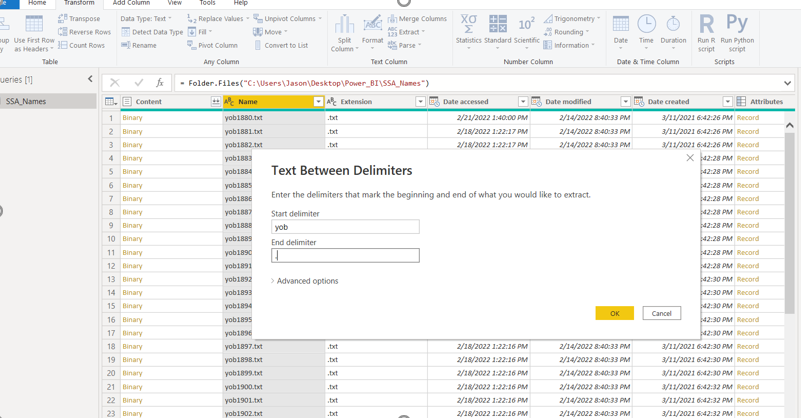 Home Transform Add Column View Tools Help
Use First Row
as Headers
Transpose
Reverse Rows
Count Rows
Table
Data Type: Text
Detect Data Type
Rename
Replace Values
Fill
Pivot Column
Unpivot Columns
Move
Convert to List
Any Column
Split
Column
Format
Merge Columns
Extract
Parse
Text Column
Statistics
Standard
Scientific
Trigonometry
Rounding
Information
Number Column
Date
Time
Duration
Date & Time Column
Run R
script
Run Python
script
Scripts
ueries [1]
= Folder.Files("C:\Users\Jason\Desktop\Power_BI\SSA_Names")
SSA_Names
Content Name Extension Date accessed Date modified Date created Attributes
1 Binary yob1880.txt .txt 2/21/2022 1:40:00 PM 2/14/2022 8:40:33 PM 3/11/2021 6:42:26 PM Record
2 Binary yob1881.txt .txt 2/18/2022 1:22:17 PM 2/14/2022 8:40:33 PM 3/11/2021 6:42:26 PM Record
3 Binary yob1882.txt .txt 2/18/2022 1:22:17 PM 2/14/2022 8:40:33 PM 3/11/2021 6:42:26 PM Record
4 Binary yob1883 :42:28 PM Record
5 Binary yob1884 :42:28 PM Record
6 Binary yob1885 :42:28 PM Record
7 Binary yob1886 :42:28 PM Record
8 Binary yob1887 :42:28 PM Record
9 Binary yob1888 :42:28 PM Record
10 Binary yob1889 :42:28 PM Record
11 Binary yob1890 :42:28 PM Record
12 Binary yob1891 :42:28 PM Record
13 Binary yob1892 :42:30 PM Record
14 Binary yob1893 :42:30 PM Record
15 Binary yob1894 :42:30 PM Record
16 Binary yob1895 :42:30 PM Record
17 Binary yob1896 :42:30 PM Record
Text Between Delimiters
Enter the delimiters that mark the beginning and end of what you would like to extract.
Start delimiter
yob
End delimiter
.
Advanced options
OK Cancel
18 Binary yob1897.txt .txt 2/18/2022 1:22:16 PM 2/14/2022 8:40:33 PM 3/11/2021 6:42:30 PM Record
19 Binary yob1898.txt .txt 2/18/2022 1:22:16 PM 2/14/2022 8:40:33 PM 3/11/2021 6:42:30 PM Record
20 Binary yob1899.txt .txt 2/18/2022 1:22:16 PM 2/14/2022 8:40:33 PM 3/11/2021 6:42:30 PM Record
21 Binary yob1900.txt .txt 2/18/2022 1:22:16 PM 2/14/2022 8:40:33 PM 3/11/2021 6:42:32 PM Record
22 Binary yob1901.txt .txt 2/18/2022 1:22:16 PM 2/14/2022 8:40:33 PM 3/11/2021 6:42:32 PM Record
23 Binary yob1902.txt .txt 2/18/2022 1:22:16 PM 2/14/2022 8:40:33 PM 3/11/2021 6:42:32 PM Record